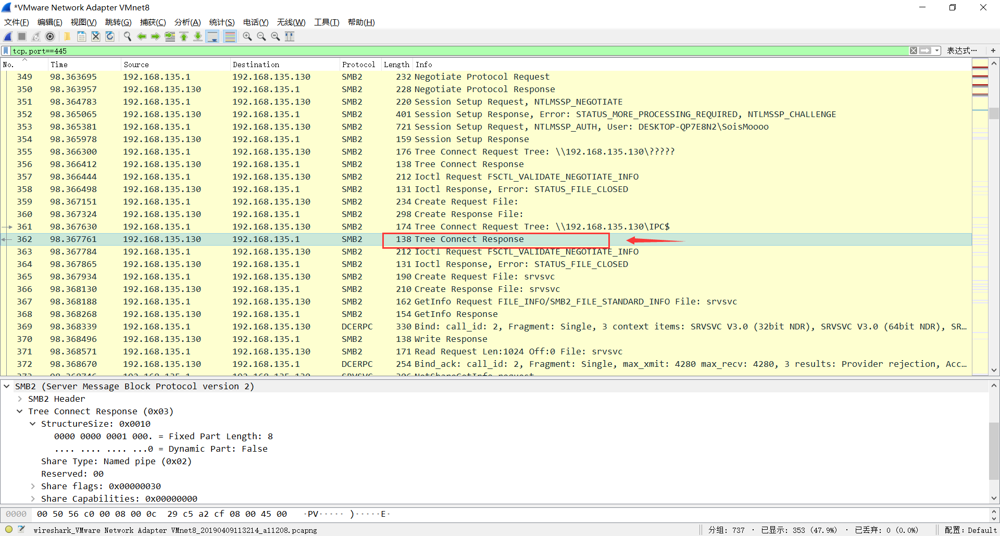 *VMware Network Adapter VMnet8
文件(F) 编辑(E) 视图(V) 跳转(G) 捕获(C) 分析(A) 统计(S) 电话(Y) 无线(W) 工具(T) 帮助(H)
tcp.port==445 表达式… +
No. Time Source Destination Protocol Length Info
349 98.363695 192.168.135.1 192.168.135.130 SMB2 232 Negotiate Protocol Request
350 98.363957 192.168.135.130 192.168.135.1 SMB2 228 Negotiate Protocol Response
351 98.364783 192.168.135.1 192.168.135.130 SMB2 220 Session Setup Request, NTLMSSP_NEGOTIATE
352 98.365065 192.168.135.130 192.168.135.1 SMB2 401 Session Setup Response, Error: STATUS_MORE_PROCESSING_REQUIRED, NTLMSSP_CHALLENGE
353 98.365381 192.168.135.1 192.168.135.130 SMB2 721 Session Setup Request, NTLMSSP_AUTH, User: DESKTOP-QP7E8N2\SoisMoooo
354 98.365978 192.168.135.130 192.168.135.1 SMB2 159 Session Setup Response
355 98.366300 192.168.135.1 192.168.135.130 SMB2 176 Tree Connect Request Tree: \\192.168.135.130\?????
356 98.366412 192.168.135.130 192.168.135.1 SMB2 138 Tree Connect Response
357 98.366444 192.168.135.1 192.168.135.130 SMB2 212 Ioctl Request FSCTL_VALIDATE_NEGOTIATE_INFO
358 98.366498 192.168.135.130 192.168.135.1 SMB2 131 Ioctl Response, Error: STATUS_FILE_CLOSED
359 98.367151 192.168.135.1 192.168.135.130 SMB2 234 Create Request File:
360 98.367324 192.168.135.130 192.168.135.1 SMB2 298 Create Response File:
361 98.367630 192.168.135.1 192.168.135.130 SMB2 174 Tree Connect Request Tree: \\192.168.135.130\IPC$
362 98.367761 192.168.135.130 192.168.135.1 SMB2 138 Tree Connect Response
363 98.367784 192.168.135.1 192.168.135.130 SMB2 212 Ioctl Request FSCTL_VALIDATE_NEGOTIATE_INFO
364 98.367865 192.168.135.130 192.168.135.1 SMB2 131 Ioctl Response, Error: STATUS_FILE_CLOSED
365 98.367934 192.168.135.1 192.168.135.130 SMB2 190 Create Request File: srvsvc
366 98.368130 192.168.135.130 192.168.135.1 SMB2 210 Create Response File: srvsvc
367 98.368188 192.168.135.1 192.168.135.130 SMB2 162 GetInfo Request FILE_INFO/SMB2_FILE_STANDARD_INFO File: srvsvc
368 98.368268 192.168.135.130 192.168.135.1 SMB2 154 GetInfo Response
369 98.368339 192.168.135.1 192.168.135.130 DCERPC 330 Bind: call_id: 2, Fragment: Single, 3 context items: SRVSVC V3.0 (32bit NDR), SRVSVC V3.0 (64bit NDR), SR…
370 98.368496 192.168.135.130 192.168.135.1 SMB2 138 Write Response
371 98.368571 192.168.135.1 192.168.135.130 SMB2 171 Read Request Len:1024 Off:0 File: srvsvc
372 98.368670 192.168.135.130 192.168.135.1 DCERPC 254 Bind_ack: call_id: 2, Fragment: Single, max_xmit: 4280 max_recv: 4280, 3 results: Provider rejection, Acc…
373 98.368746 192.168.135.1 192.168.135.130 SRVSVC 306 NetShareGetInfo request
SMB2 (Server Message Block Protocol version 2)
SMB2 Header
Tree Connect Response (0x03)
StructureSize: 0x0010
0000 0000 0001 000. = Fixed Part Length: 8
.... .... .... ...0 = Dynamic Part: False
Share Type: Named pipe (0x02)
Reserved: 00
Share flags: 0x00000030
Share Capabilities: 0x00000000
0000 00 50 56 c0 00 08 00 0c 29 c5 a2 cf 08 00 45 00 ·PV····· )·····E·
wireshark_VMware Network Adapter VMnet8_20190409113214_a11208.pcapng 分组: 737 · 已显示: 353 (47.9%) · 已丢弃: 0 (0.0%) 配置: Default